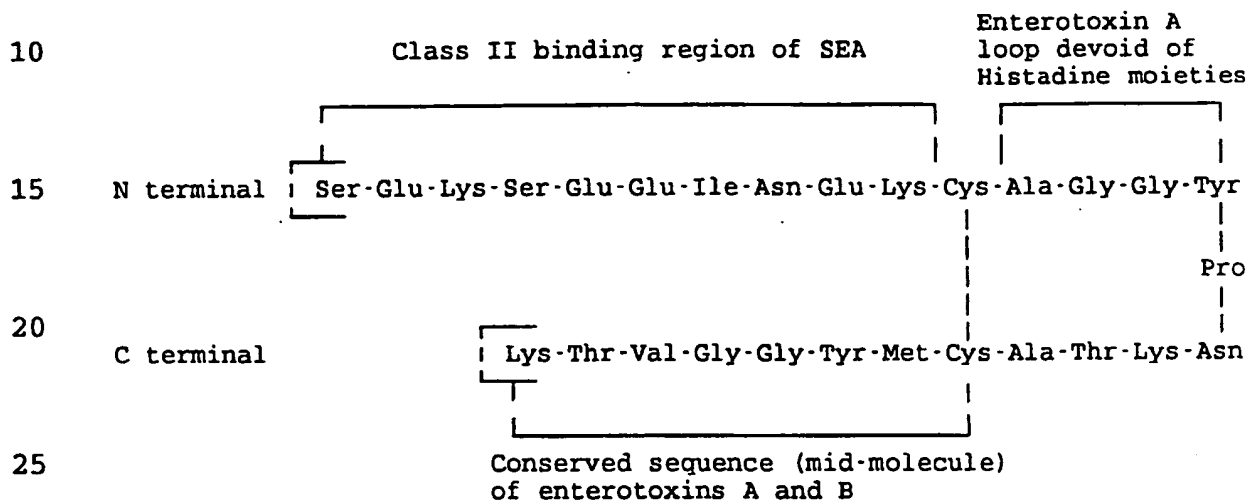 Enterotoxin A
10 Class II binding region of SEA loop devoid of
Histadine moieties
15 N terminal Ser-Glu-Lys-Ser-Glu-Glu-Ile-Asn-Glu-Lys-Cys-Ala-Gly-Gly-Tyr
Pro
20
C terminal Lys-Thr-Val-Gly-Gly-Tyr-Met-Cys-Ala-Thr-Lys-Asn
25 Conserved sequence (mid-molecule)
of enterotoxins A and B